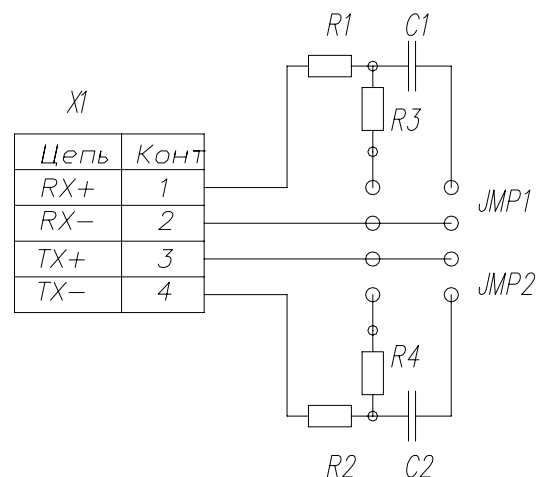 R1 C1
X1
R3
Цепь Конт
RX+ 1
RX- 2
JMP1
TX+ 3
TX- 4
JMP2
R4
R2 C2